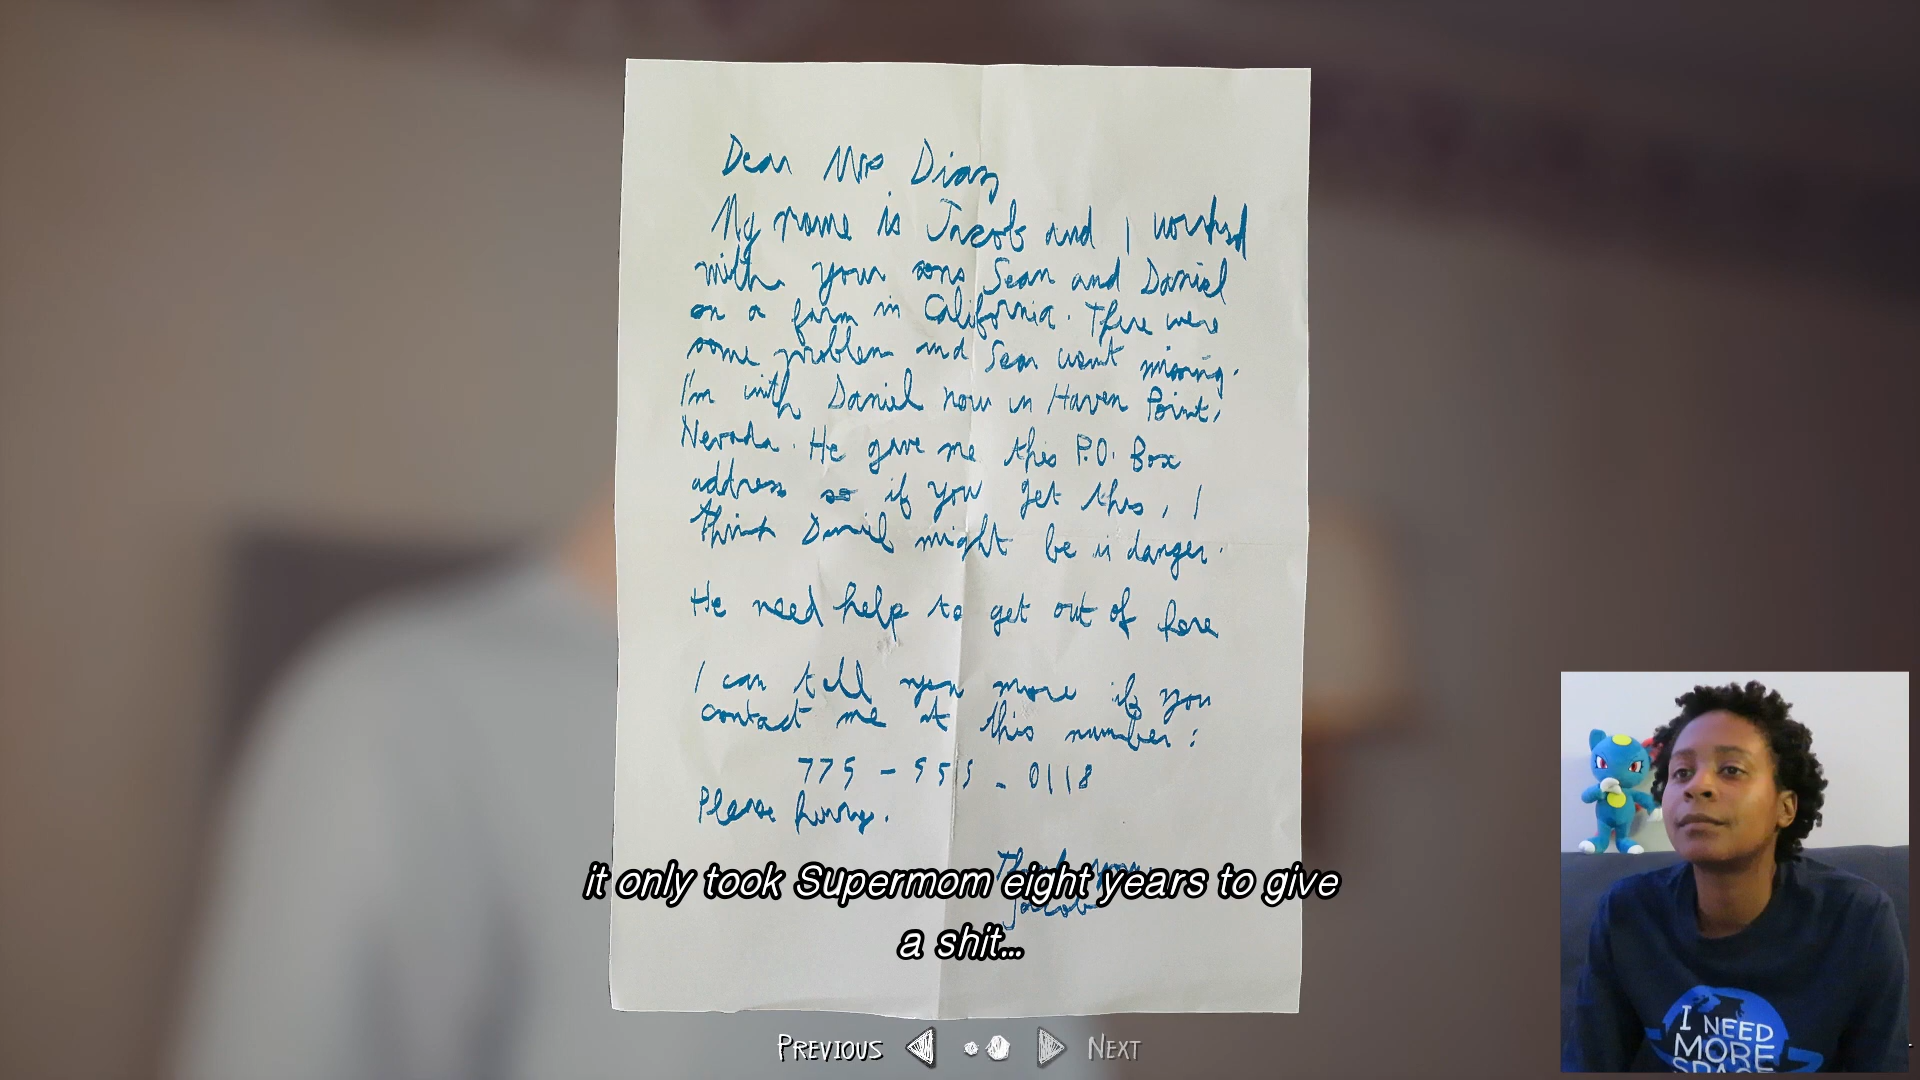 Dear Mrs Diaz
My name is Jacob and I worked
with your sons Sean and Daniel
on a farm in California. There were
some problem and Sean went missing.
I'm with Daniel now in Haven Point,
Nevada. He gave me this P.O. Box
address so if you get this, I
think Daniel might be in danger.
He need help to get out of here
I can tell you more if you
contact me at this number:
775-555-0118
Please hurry.
Thank you,
Jacob
it only took Supermom eight years to give
a shit...
PREVIOUS NEXT
I NEED
MORE
SPACE